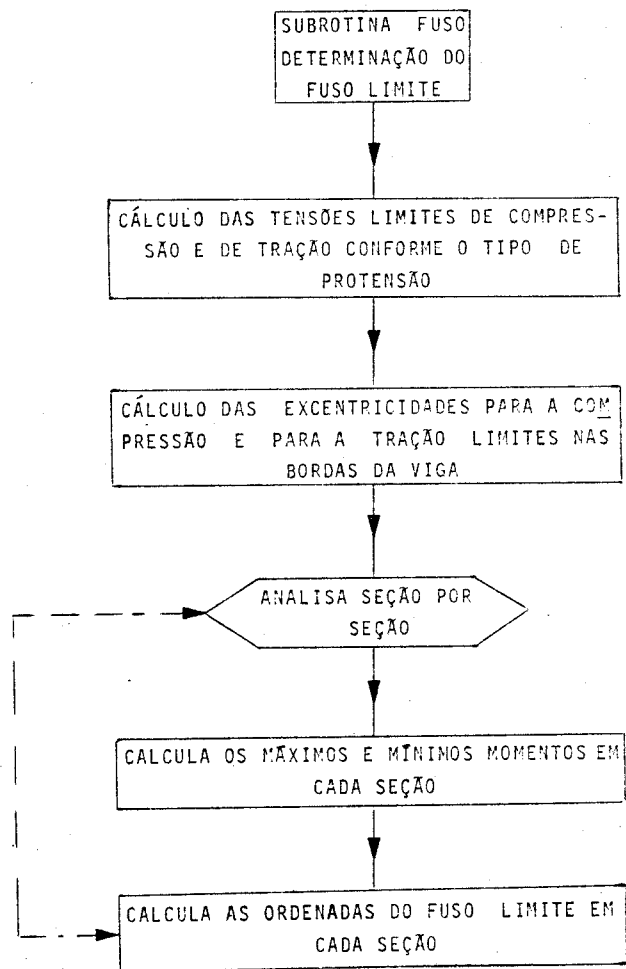 SUBROTINA FUSO
DETERMINAÇÃO DO
FUSO LIMITE
CÁLCULO DAS TENSÕES LIMITES DE COMPRES-
SÃO E DE TRAÇÃO CONFORME O TIPO DE
PROTENSÃO
CÁLCULO DAS EXCENTRICIDADES PARA A COM
PRESSÃO E PARA A TRAÇÃO LIMITES NAS
BORDAS DA VIGA
ANALISA SEÇÃO POR
SEÇÃO
CALCULA OS MÁXIMOS E MÍNIMOS MOMENTOS EM
CADA SEÇÃO
CALCULA AS ORDENADAS DO FUSO LIMITE EM
CADA SEÇÃO